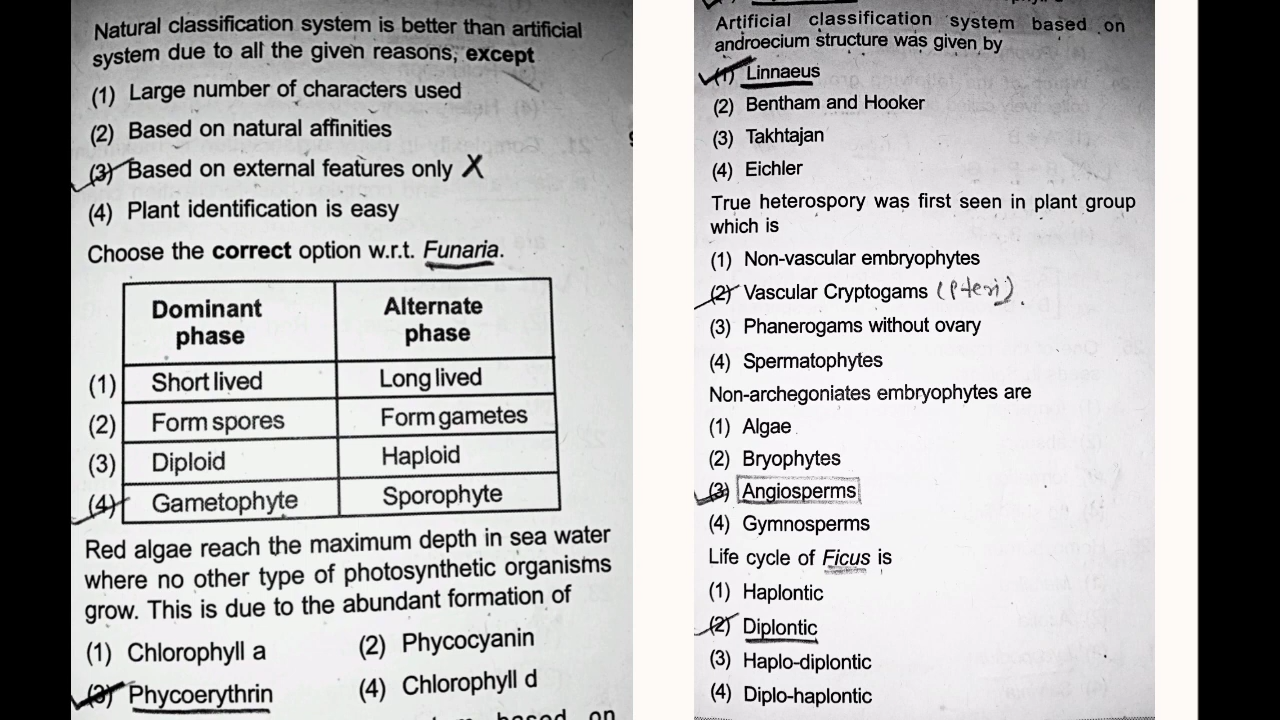 Natural classification system is better than artificial
system due to all the given reasons, except
(1) Large number of characters used
(2) Based on natural affinities
(3) Based on external features only X
(4) Plant identification is easy
Choose the correct option w.r.t. Funaria.
Dominant phase Alternate phase
(1) Short lived Long lived
(2) Form spores Form gametes
(3) Diploid Haploid
(4) Gametophyte Sporophyte
Red algae reach the maximum depth in sea water
where no other type of photosynthetic organisms
grow. This is due to the abundant formation of
(1) Chlorophyll a (2) Phycocyanin
(3) Phycoerythrin (4) Chlorophyll d
based on
Artificial classification system based on
androecium structure was given by
(1) Linnaeus
(2) Bentham and Hooker
(3) Takhtajan
(4) Eichler
True heterospory was first seen in plant group
which is
(1) Non-vascular embryophytes
(2) Vascular Cryptogams (Pteri).
(3) Phanerogams without ovary
(4) Spermatophytes
Non-archegoniates embryophytes are
(1) Algae
(2) Bryophytes
(3) Angiosperms
(4) Gymnosperms
Life cycle of Ficus is
(1) Haplontic
(2) Diplontic
(3) Haplo-diplontic
(4) Diplo-haplontic